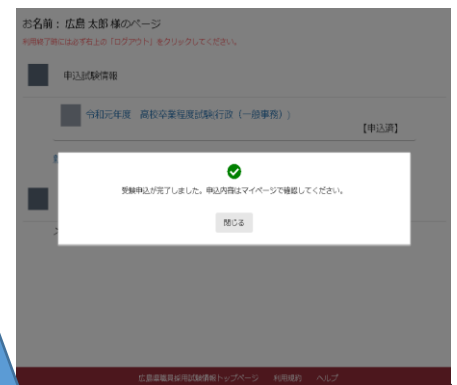 お名前： 広島 太郎 様のページ
利用終了時には必ず右上の「ログアウト」をクリックしてください。
申込試験情報
令和元年度　高校卒業程度試験(行政（一般事務）)
【申込済】
受験申込が完了しました。申込内容はマイページで確認してください。
閉じる
広島県職員採用試験情報トップページ　利用規約　ヘルプ